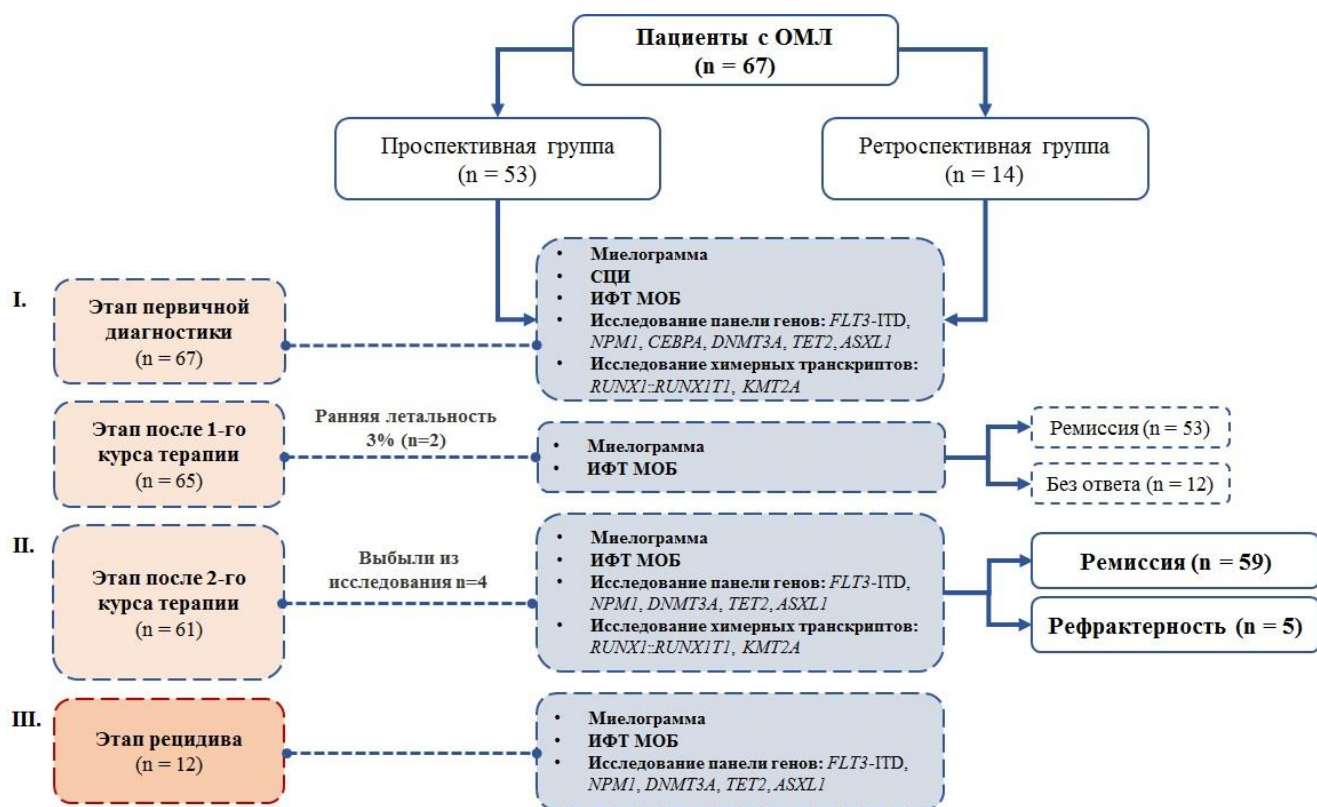 Пациенты с ОМЛ
(n = 67)
Проспективная группа
(n = 53)
Ретроспективная группа
(n = 14)
I.
Этап первичной
диагностики
(n = 67)
• Миелограмма
• СЦИ
• ИФТ МОБ
• Исследование панели генов: FLT3-ITD,
NPM1, CEBPA, DNMT3A, TET2, ASXL1
• Исследование химерных транскриптов:
RUNX1::RUNX1T1, KMT2A
Этап после 1-го
курса терапии
(n = 65)
Ранняя летальность
3% (n=2)
• Миелограмма
• ИФТ МОБ
Ремиссия (n = 53)
Без ответа (n = 12)
II.
Этап после 2-го
курса терапии
(n = 61)
Выбыли из
исследования n=4
• Миелограмма
• ИФТ МОБ
• Исследование панели генов: FLT3-ITD,
NPM1, DNMT3A, TET2, ASXL1
• Исследование химерных транскриптов:
RUNX1::RUNX1T1, KMT2A
Ремиссия (n = 59)
Рефрактерность (n = 5)
III.
Этап рецидива
(n = 12)
• Миелограмма
• ИФТ МОБ
• Исследование панели генов: FLT3-ITD,
NPM1, DNMT3A, TET2, ASXL1